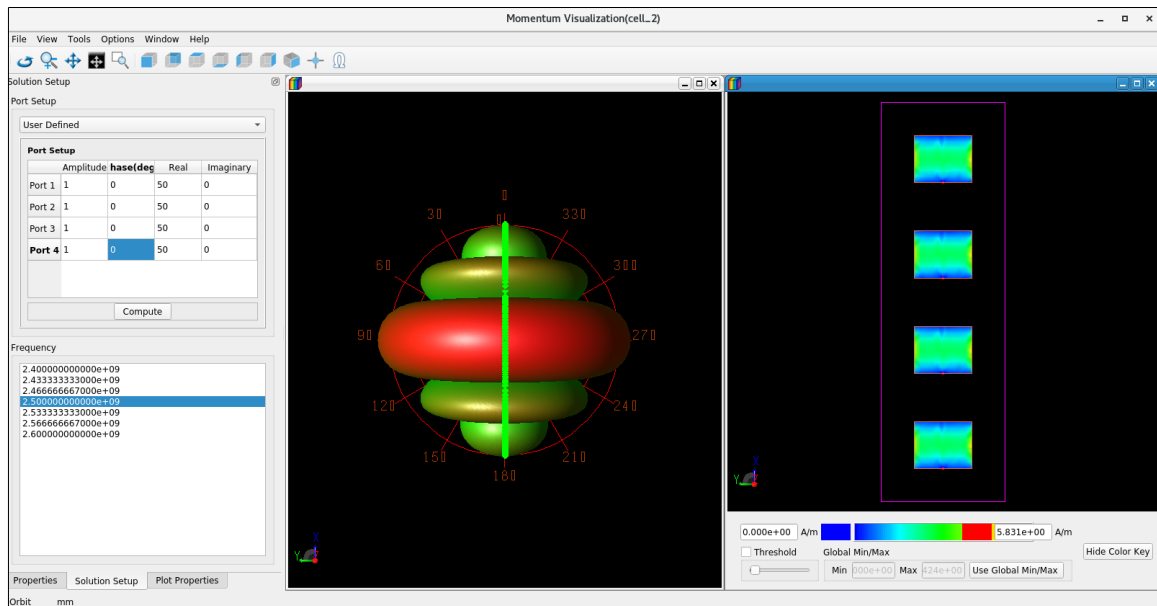 Momentum Visualization(cell_2)
File View Tools Options Window Help
Solution Setup
Port Setup
User Defined
Port Setup
Amplitude hase(deg Real Imaginary
Port 1 1 0 50 0
Port 2 1 0 50 0
Port 3 1 0 50 0
Port 4 1 0 50 0
Compute
Frequency
2.400000000000e+09
2.433333333000e+09
2.466666667000e+09
2.500000000000e+09
2.533333333000e+09
2.566666667000e+09
2.600000000000e+09
Properties Solution Setup Plot Properties
Orbit mm
0
30 330
60 300
90 270
120 240
150 210
180
X
Y Z
X
Y Z
0.000e+00 A/m 5.831e+00 A/m
Threshold Global Min/Max Hide Color Key
Min 000e+00 Max 424e+00 Use Global Min/Max